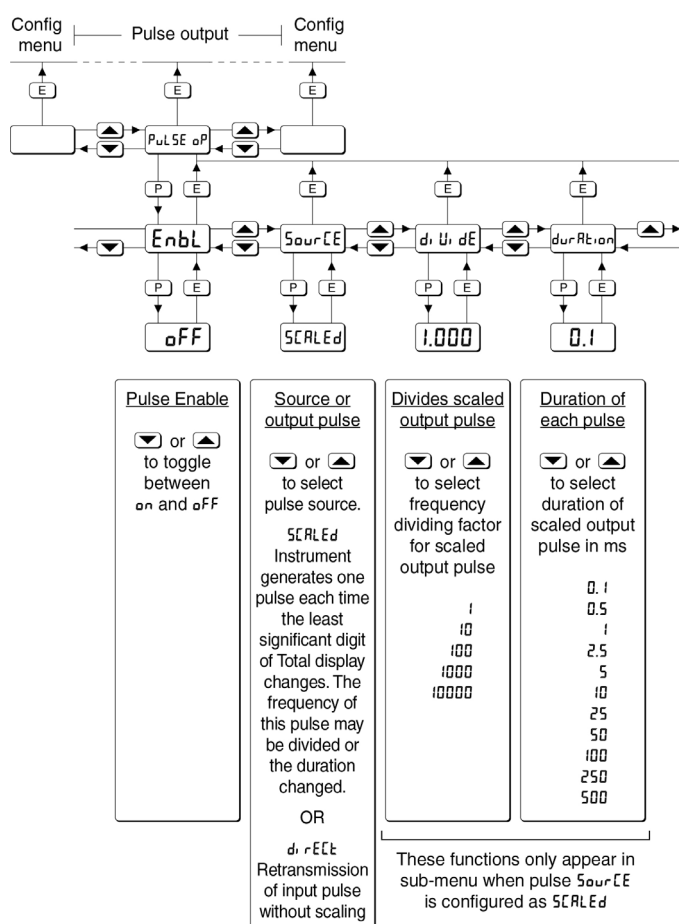 Config menu
Pulse output
Config menu
E E E
PuLSE oP
P E E E E
EnbL SourCE diVidE durAtion
P E P E P E P E
oFF SCALEd 1.000 0.1
Pulse Enable
▼ or ▲
to toggle
between
on and oFF
Source or
output pulse
▼ or ▲
to select
pulse source.
SCALEd
Instrument
generates one
pulse each time
the least
significant digit
of Total display
changes. The
frequency of
this pulse may
be divided or
the duration
changed.
OR
dirECt
Retransmission
of input pulse
without scaling
Divides scaled
output pulse
▼ or ▲
to select
frequency
dividing factor
for scaled
output pulse
1
10
100
1000
10000
Duration of
each pulse
▼ or ▲
to select
duration of
scaled output
pulse in ms
0.1
0.5
1
2.5
5
10
25
50
100
250
500
These functions only appear in
sub-menu when pulse SourCE
is configured as SCALEd